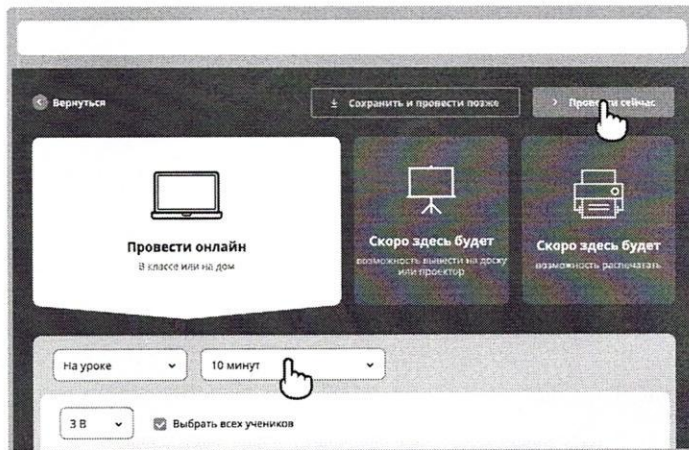 Вернуться
Сохранить и провести позже
Провести сейчас
Провести онлайн
В классе или на дом
Скоро здесь будет
возможность вывести на доску
или проектор
Скоро здесь будет
возможность распечатать
На уроке
10 минут
3 В
Выбрать всех учеников